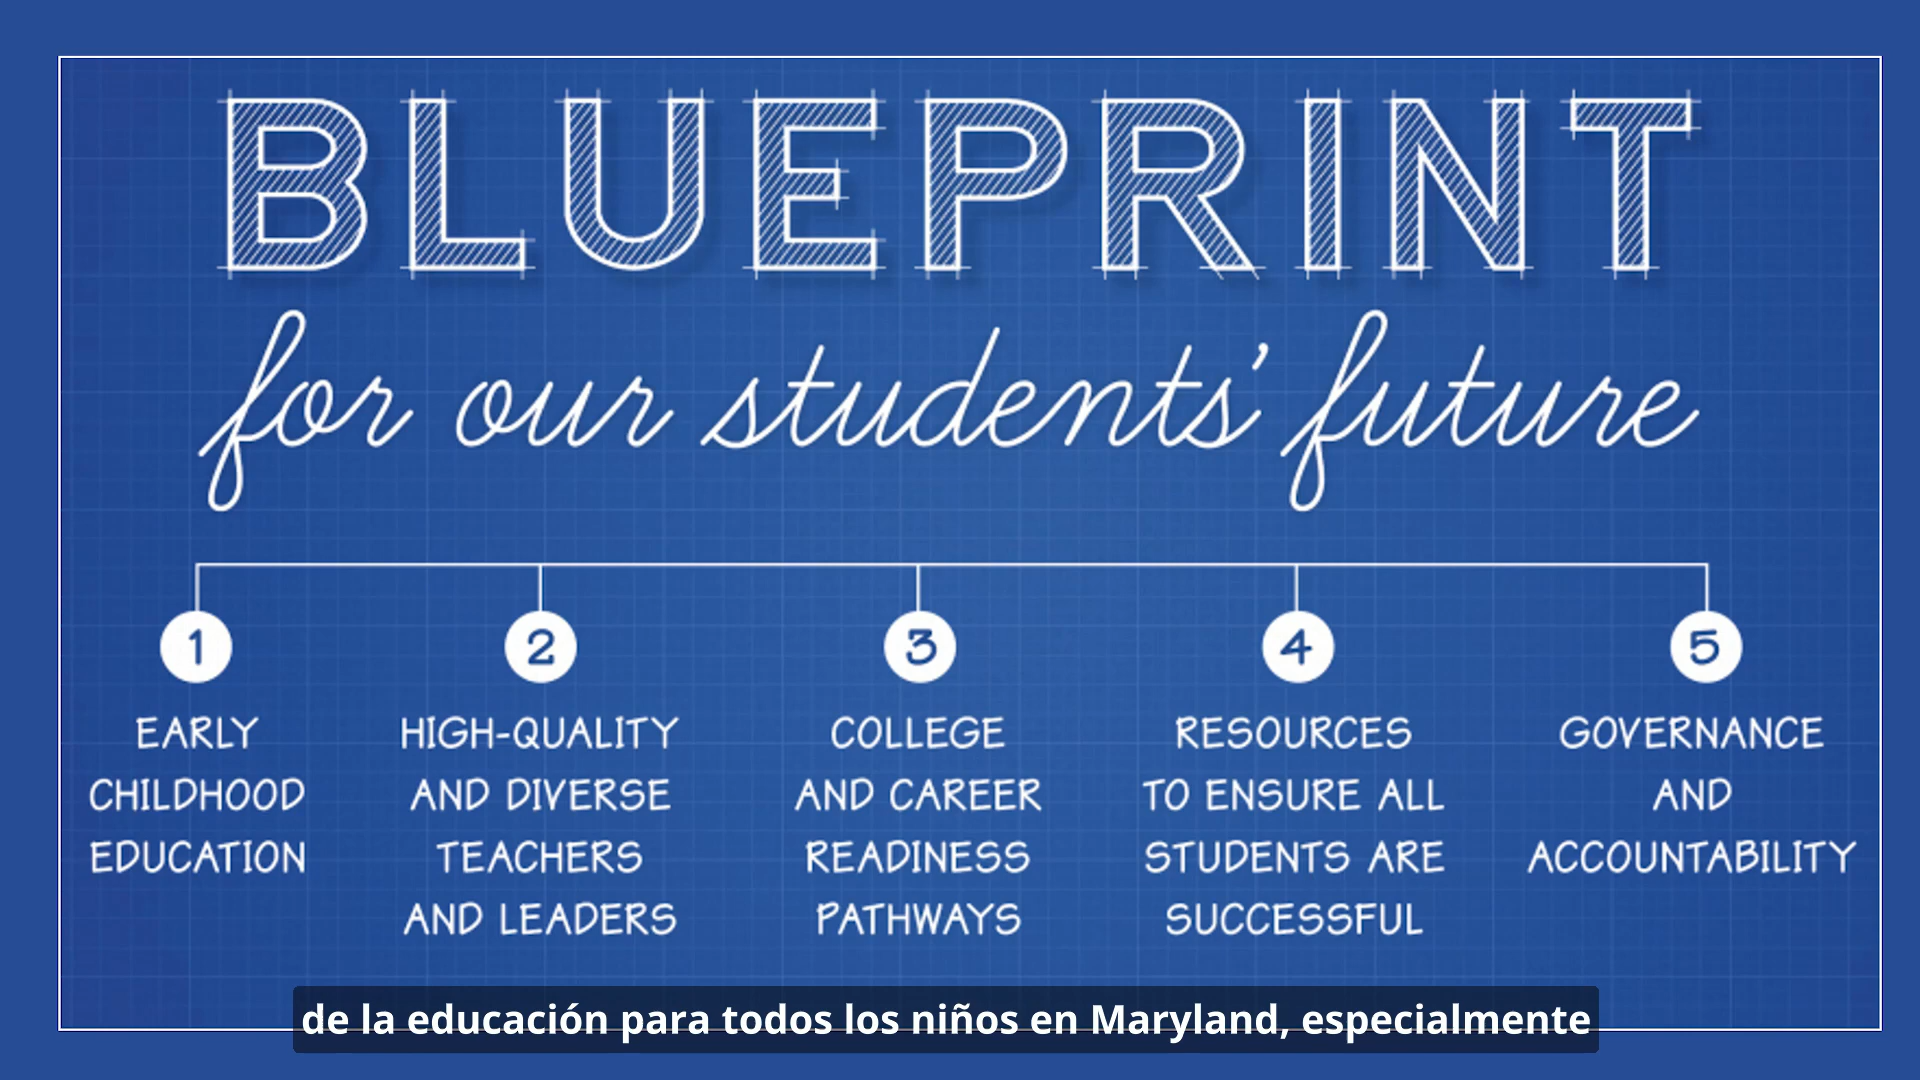 BLUEPRINT
for our students' future
1
EARLY
CHILDHOOD
EDUCATION
2
HIGH-QUALITY
AND DIVERSE
TEACHERS
AND LEADERS
3
COLLEGE
AND CAREER
READINESS
PATHWAYS
4
RESOURCES
TO ENSURE ALL
STUDENTS ARE
SUCCESSFUL
5
GOVERNANCE
AND
ACCOUNTABILITY
de la educación para todos los niños en Maryland, especialmente